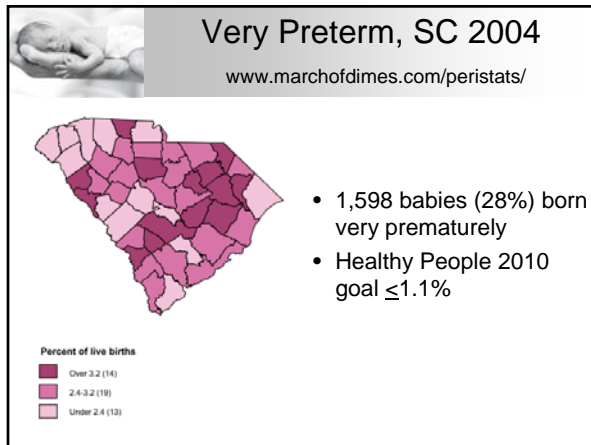 Very Preterm, SC 2004
www.marchofdimes.com/peristats/
• 1,598 babies (28%) born
very prematurely
• Healthy People 2010
goal ≤1.1%
Percent of live births
Over 3.2 (14)
2.4-3.2 (19)
Under 2.4 (13)